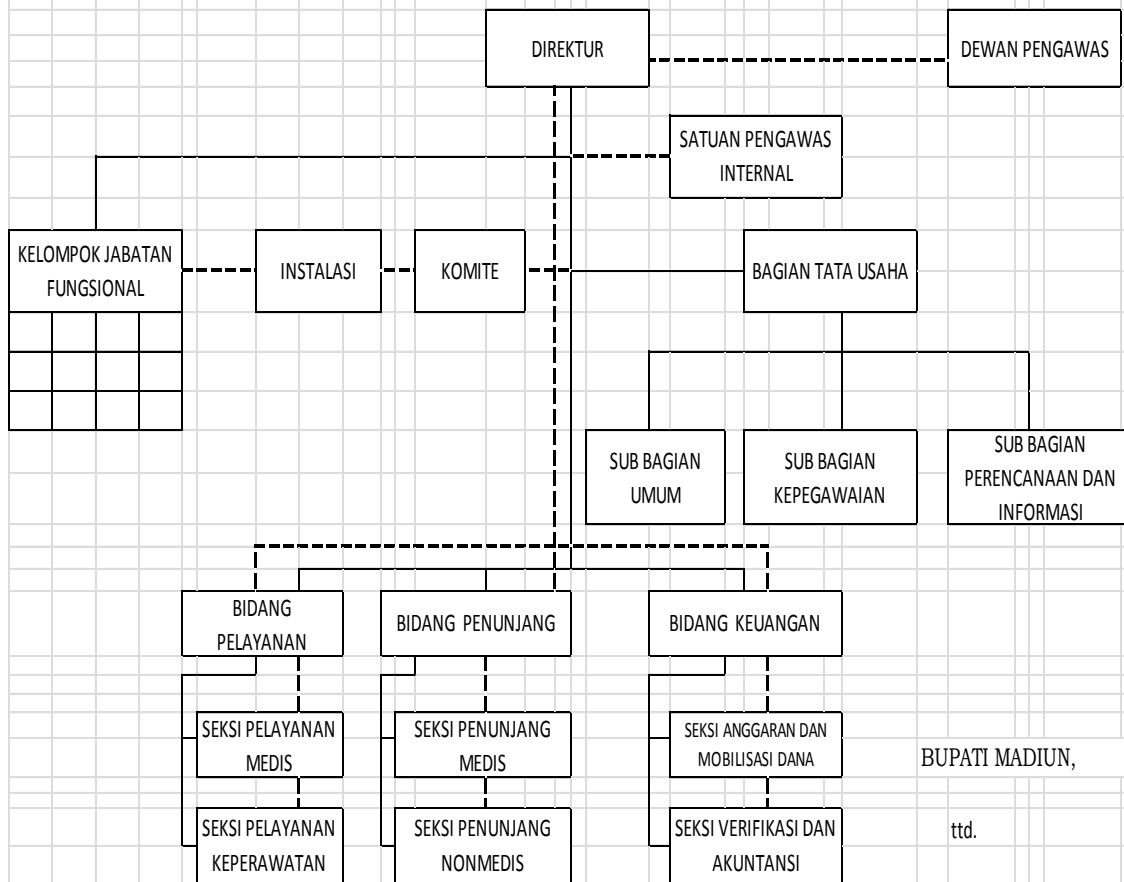 DIREKTUR
DEWAN PENGAWAS
SATUAN PENGAWAS
INTERNAL
KELOMPOK JABATAN
FUNGSIONAL
INSTALASI
KOMITE
BAGIAN TATA USAHA
SUB BAGIAN
UMUM
SUB BAGIAN
KEPEGAWAIAN
SUB BAGIAN
PERENCANAAN DAN
INFORMASI
BIDANG
PELAYANAN
BIDANG PENUNJANG
BIDANG KEUANGAN
SEKSI PELAYANAN
MEDIS
SEKSI PENUNJANG
MEDIS
SEKSI ANGGARAN DAN
MOBILISASI DANA
BUPATI MADIUN,
SEKSI PELAYANAN
KEPERAWATAN
SEKSI PENUNJANG
NONMEDIS
SEKSI VERIFIKASI DAN
AKUNTANSI
ttd.